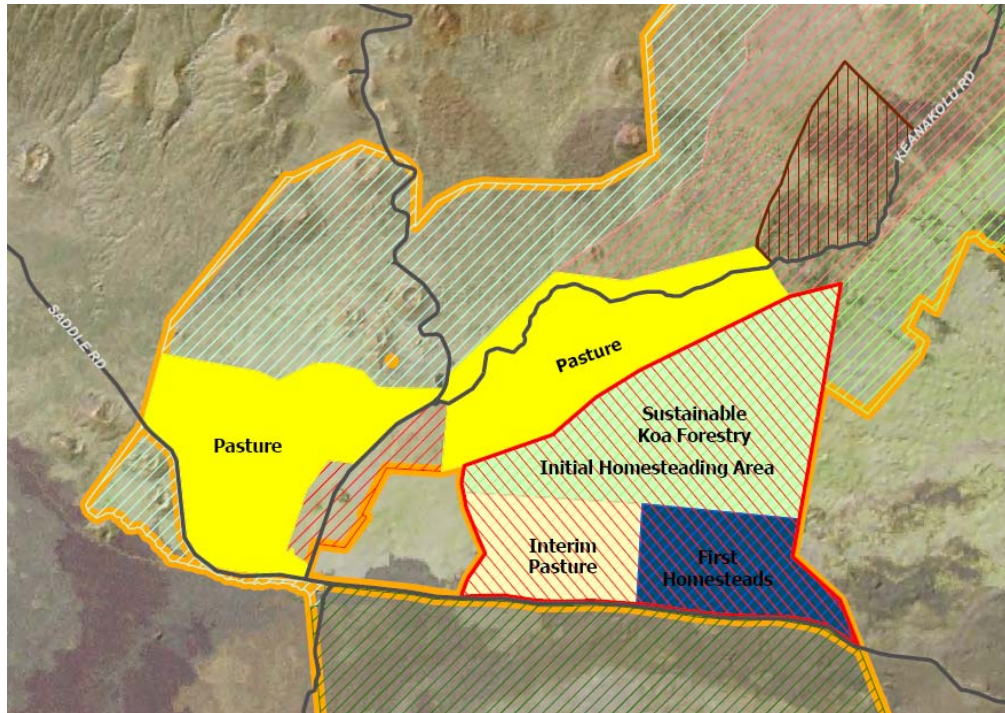 KEANAKOLU RD
SADDLE RD
Pasture
Pasture
Sustainable
Koa Forestry
Initial Homesteading Area
Interim
Pasture
First
Homesteads